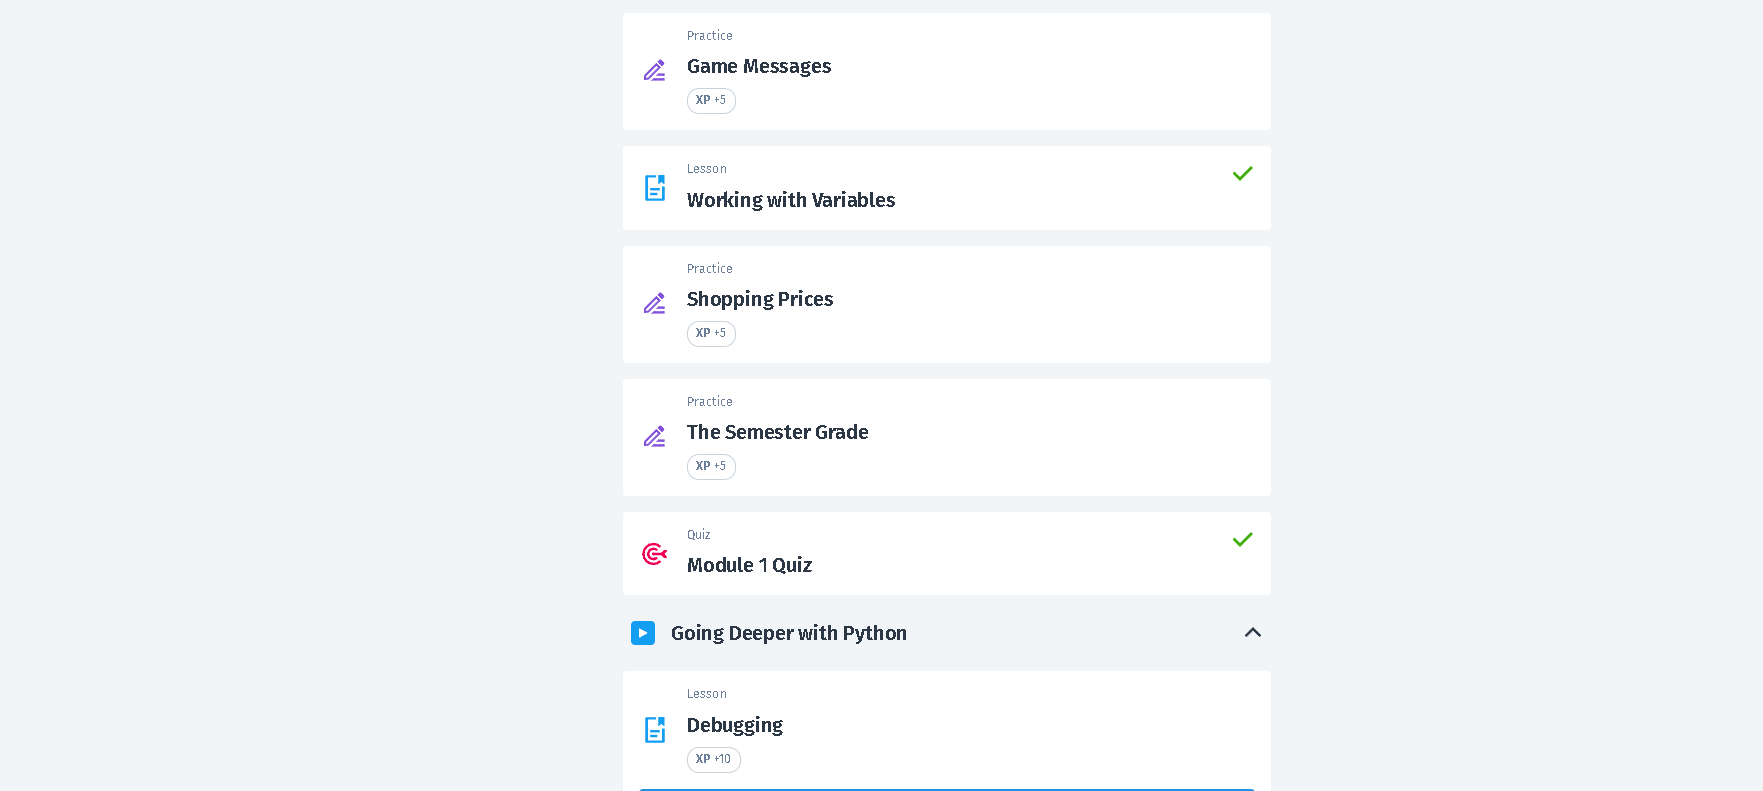 Practice
Game Messages
XP +5
Lesson
Working with Variables
Practice
Shopping Prices
XP +5
Practice
The Semester Grade
XP +5
Quiz
Module 1 Quiz
Going Deeper with Python
Lesson
Debugging
XP +10